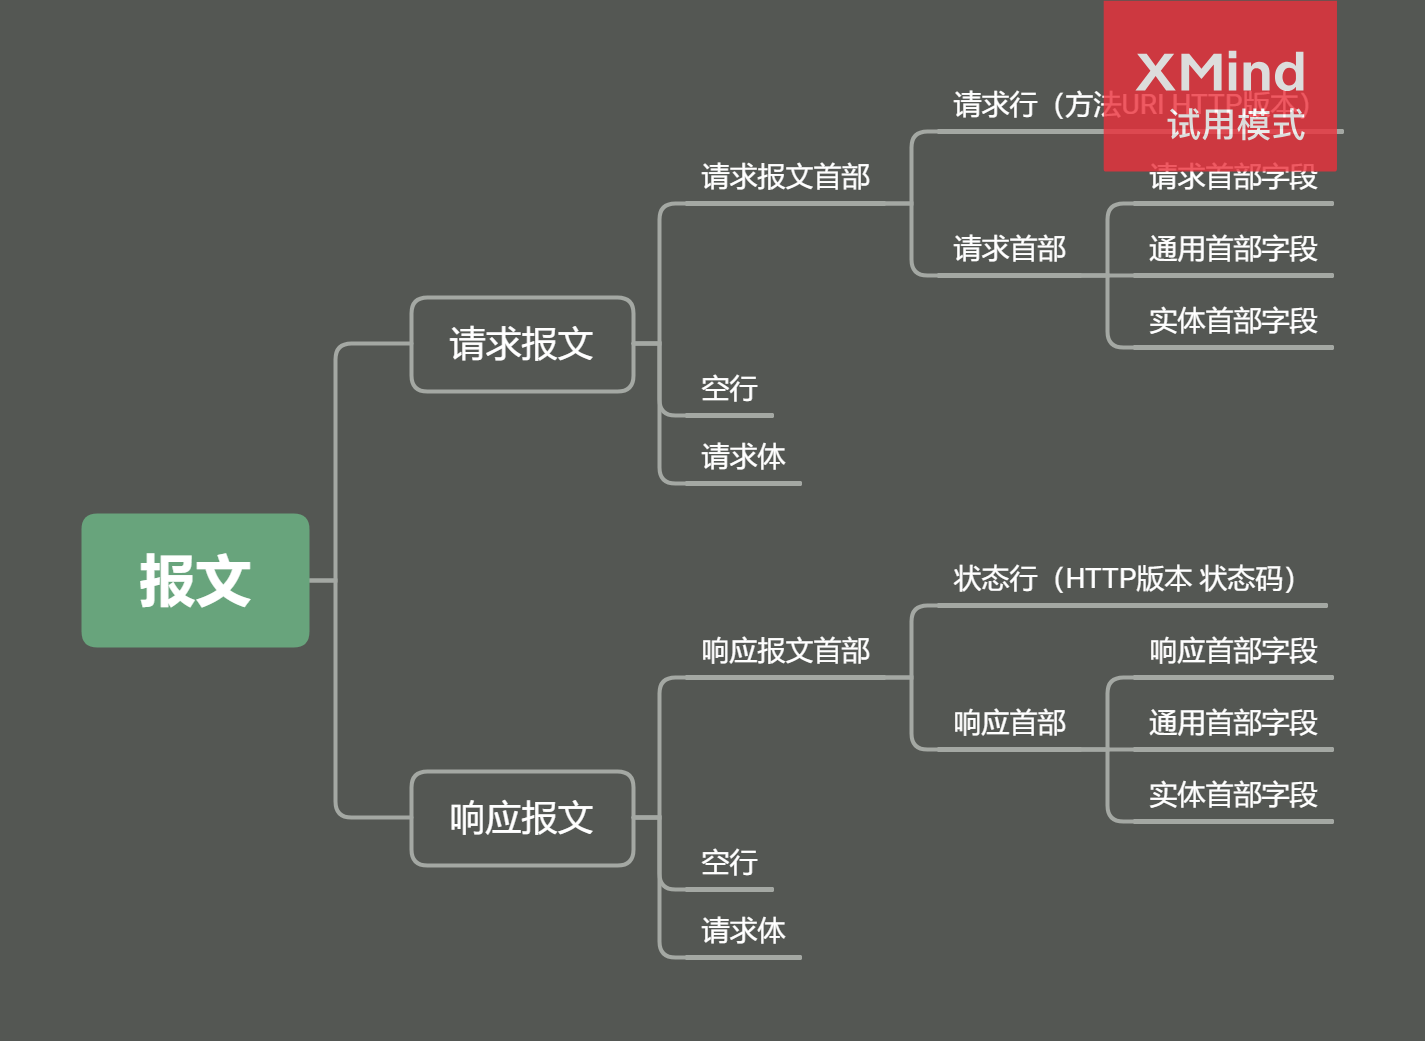 XMind
试用模式
请求行（方法URI HTTP版本）
请求报文首部
请求首部字段
请求首部
通用首部字段
实体首部字段
请求报文
空行
请求体
报文
状态行（HTTP版本 状态码）
响应报文首部
响应首部字段
响应首部
通用首部字段
实体首部字段
响应报文
空行
请求体